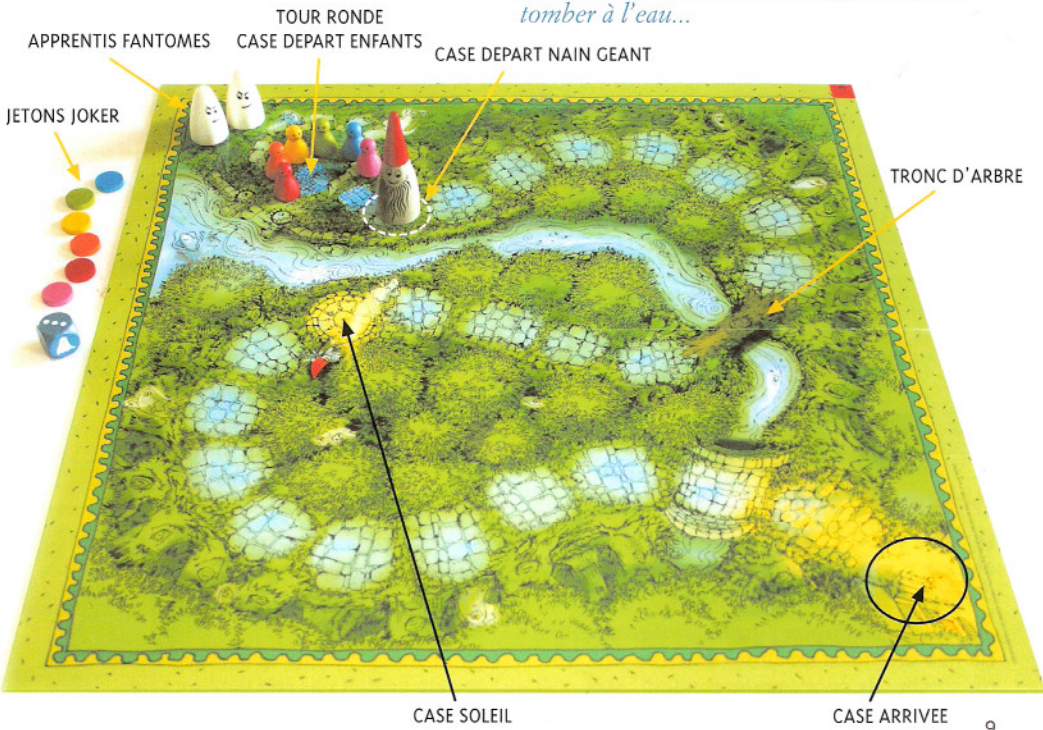 tomber à l'eau...
TOUR RONDE
CASE DEPART ENFANTS
APPRENTIS FANTOMES
CASE DEPART NAIN GEANT
JETONS JOKER
TRONC D'ARBRE
CASE SOLEIL
CASE ARRIVEE
9